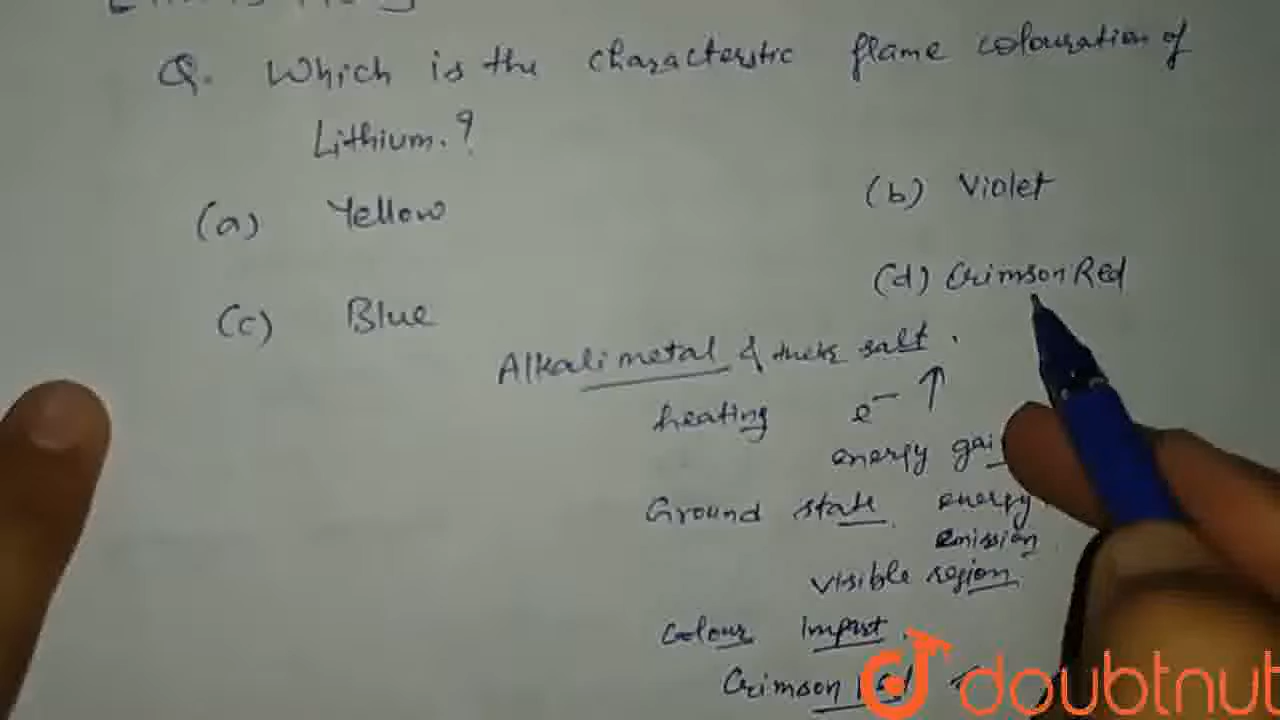 Q. Which is the characterstic flame colouration of
Lithium.?
(a) Yellow
(b) Violet
(c) Blue
(d) Crimson Red
Alkali metal & their salt.
heating e⁻ ↑
energy
Ground state energy
emission
visible region
Colour impart.
Crimson Red
doubtnut